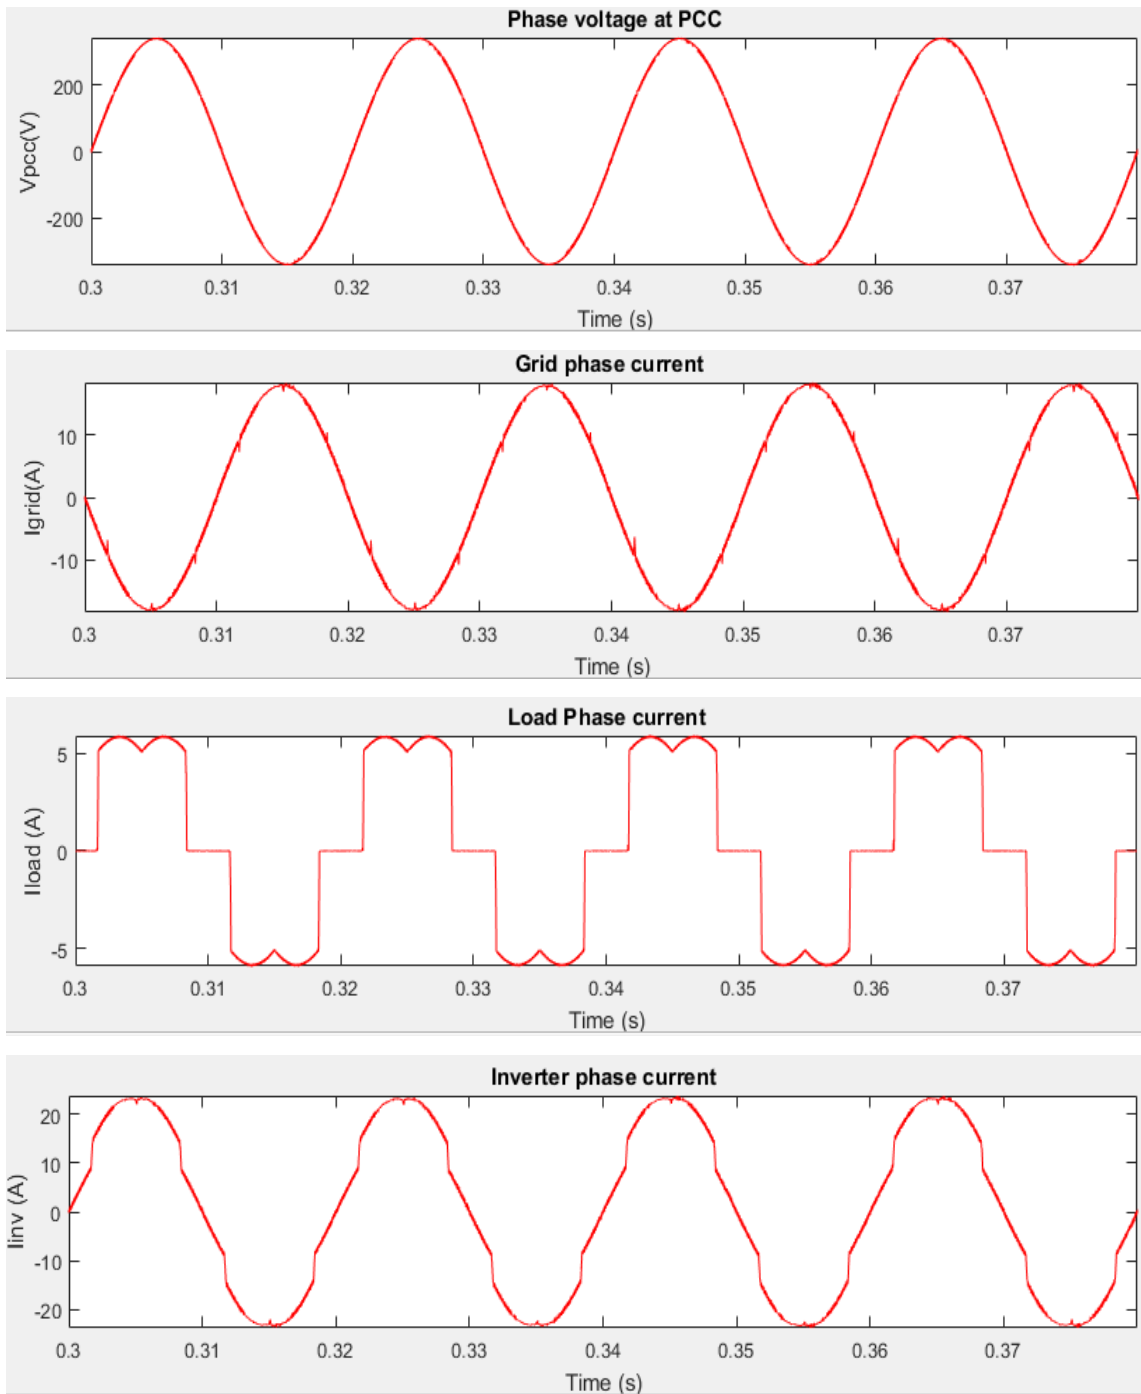 Phase voltage at PCC
Vpcc(V)
200
0
-200
0.3 0.31 0.32 0.33 0.34 0.35 0.36 0.37
Time (s)
Grid phase current
Igrid(A)
10
0
-10
0.3 0.31 0.32 0.33 0.34 0.35 0.36 0.37
Time (s)
Load Phase current
Iload (A)
5
0
-5
0.3 0.31 0.32 0.33 0.34 0.35 0.36 0.37
Time (s)
Inverter phase current
Iinv (A)
20
10
0
-10
-20
0.3 0.31 0.32 0.33 0.34 0.35 0.36 0.37
Time (s)